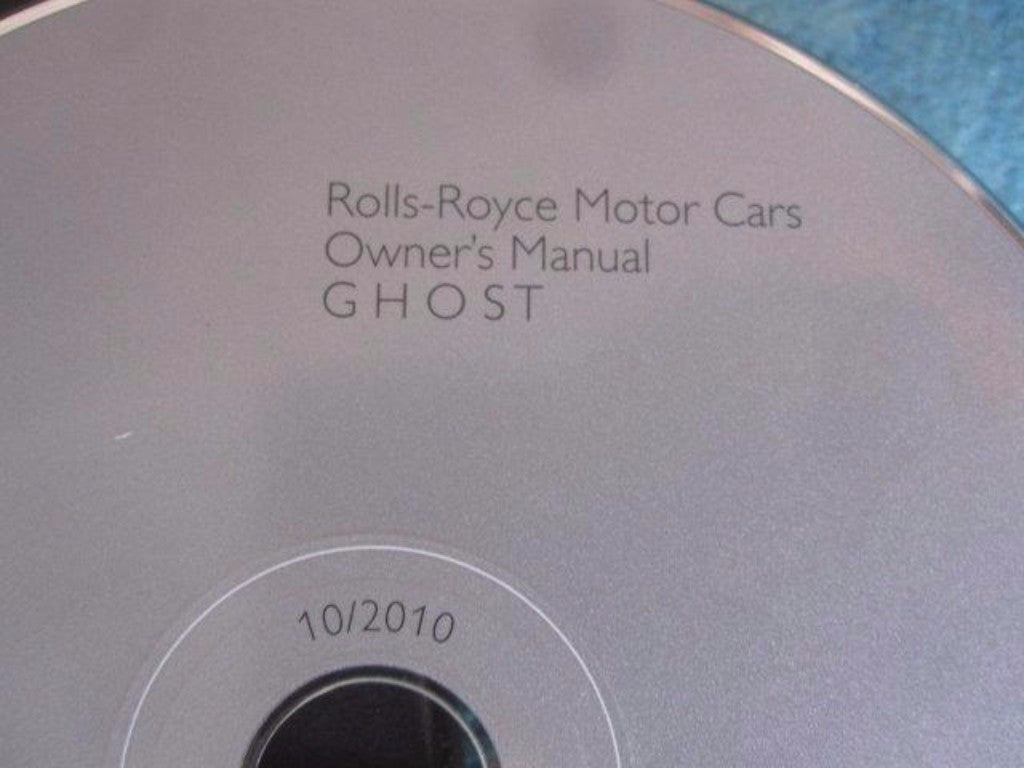 Rolls-Royce Motor Cars
Owner's Manual
GHOST
10/2010